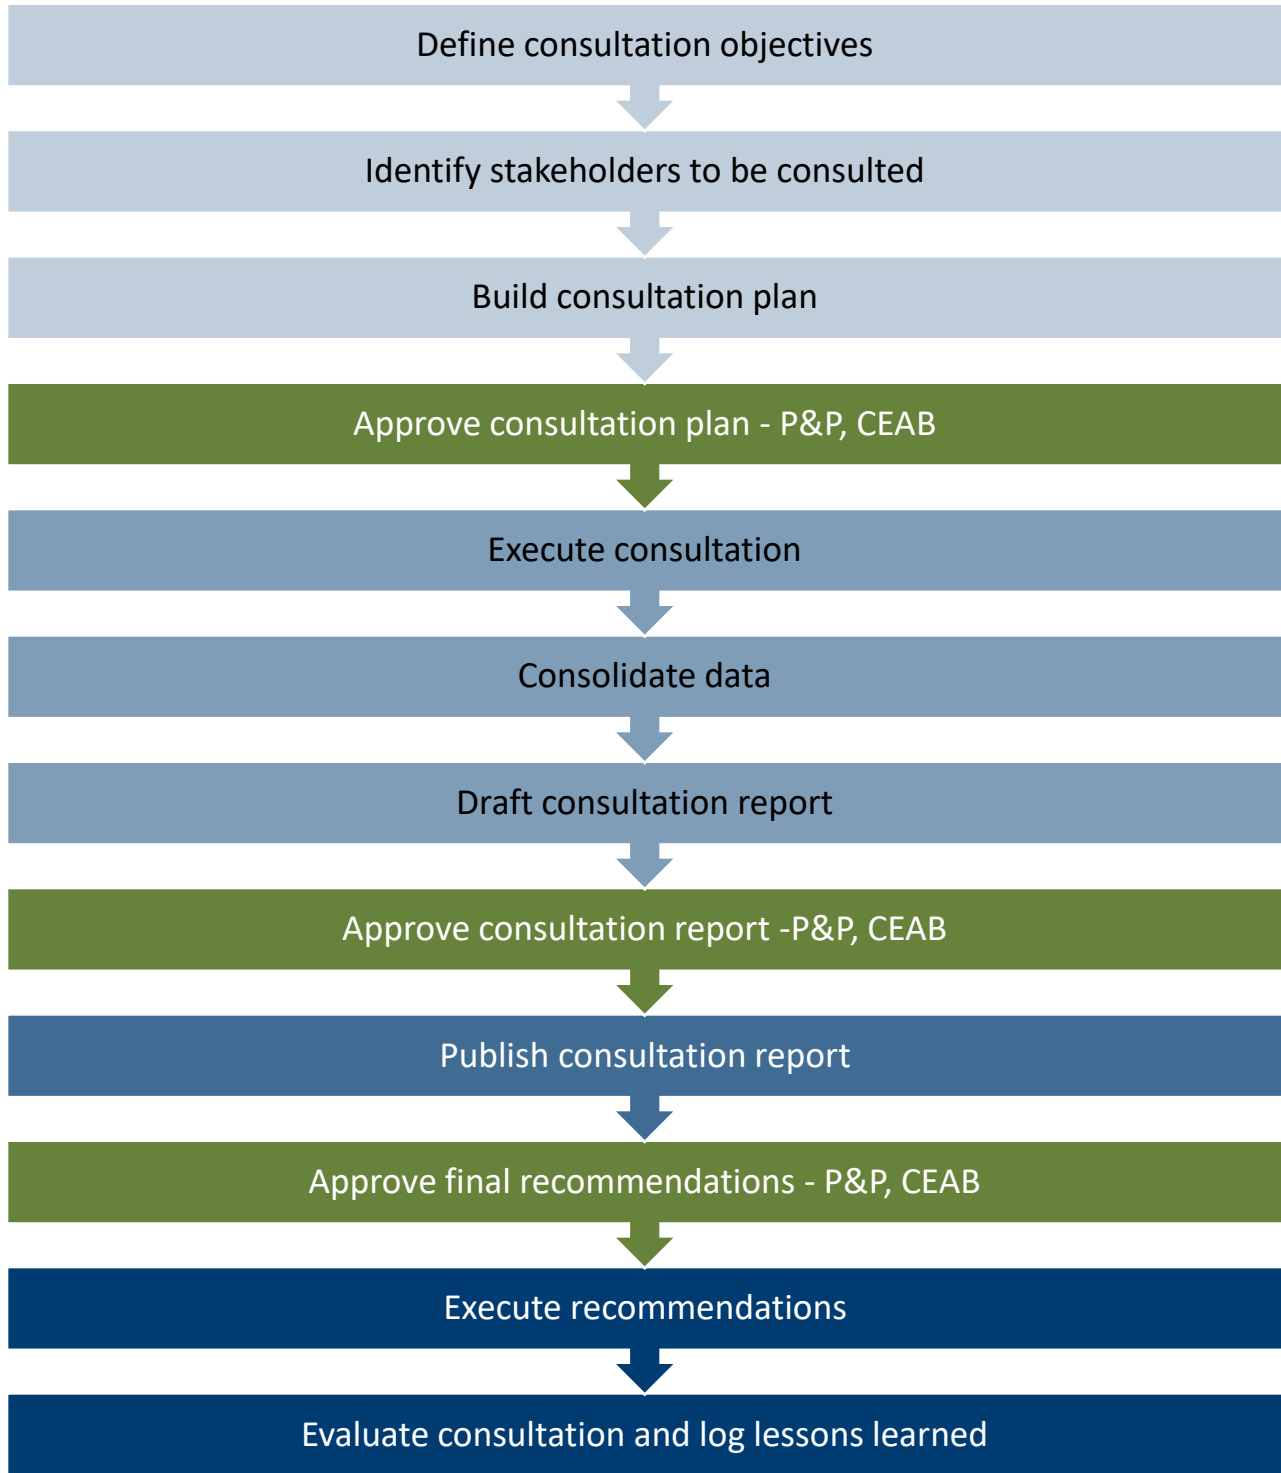 Define consultation objectives
Identify stakeholders to be consulted
Build consultation plan
Approve consultation plan - P&P, CEAB
Execute consultation
Consolidate data
Draft consultation report
Approve consultation report -P&P, CEAB
Publish consultation report
Approve final recommendations - P&P, CEAB
Execute recommendations
Evaluate consultation and log lessons learned